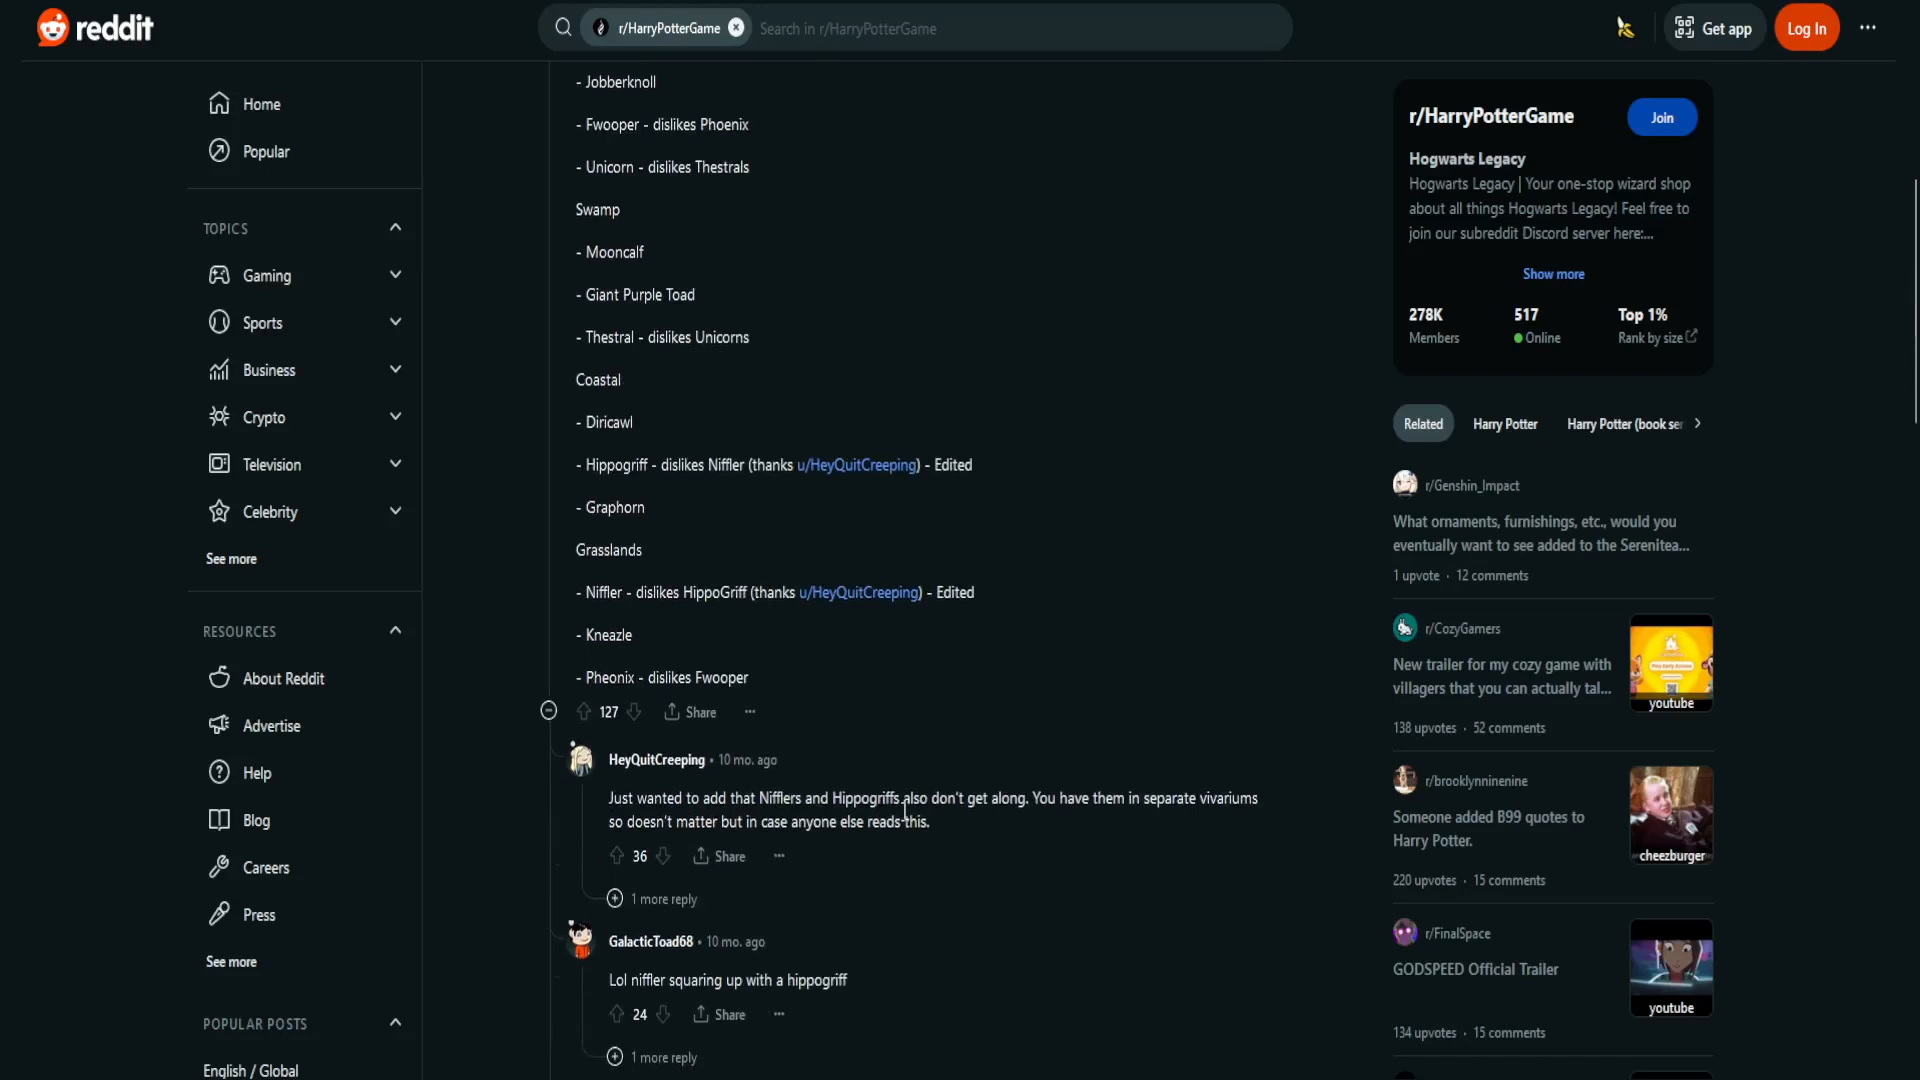 reddit
r/HarryPotterGame
Search in r/HarryPotterGame
Get app
Log In
Home
Popular
TOPICS
Gaming
Sports
Business
Crypto
Television
Celebrity
See more
RESOURCES
About Reddit
Advertise
Help
Blog
Careers
Press
See more
POPULAR POSTS
English / Global
- Jobberknoll
- Fwooper - dislikes Phoenix
- Unicorn - dislikes Thestrals
Swamp
- Mooncalf
- Giant Purple Toad
- Thestral - dislikes Unicorns
Coastal
- Diricawl
- Hippogriff - dislikes Niffler (thanks u/HeyQuitCreeping) - Edited
- Graphorn
Grasslands
- Niffler - dislikes HippoGriff (thanks u/HeyQuitCreeping) - Edited
- Kneazle
- Pheonix - dislikes Fwooper
127 Share
HeyQuitCreeping • 10 mo. ago
Just wanted to add that Nifflers and Hippogriffs also don't get along. You have them in separate vivariums
so doesn't matter but in case anyone else reads this.
36 Share
1 more reply
GalacticToad68 • 10 mo. ago
Lol niffler squaring up with a hippogriff
24 Share
1 more reply
r/HarryPotterGame
Join
Hogwarts Legacy
Hogwarts Legacy | Your one-stop wizard shop
about all things Hogwarts Legacy! Feel free to
join our subreddit Discord server here:...
Show more
278K 517 Top 1%
Members Online Rank by size
Related Harry Potter Harry Potter (book ser
r/Genshin_Impact
What ornaments, furnishings, etc., would you
eventually want to see added to the Serenitea...
1 upvote · 12 comments
r/CozyGamers
New trailer for my cozy game with
villagers that you can actually tal...
youtube
138 upvotes · 52 comments
r/brooklynninenine
Someone added B99 quotes to
Harry Potter.
cheezburger
220 upvotes · 15 comments
r/FinalSpace
GODSPEED Official Trailer
youtube
134 upvotes · 15 comments